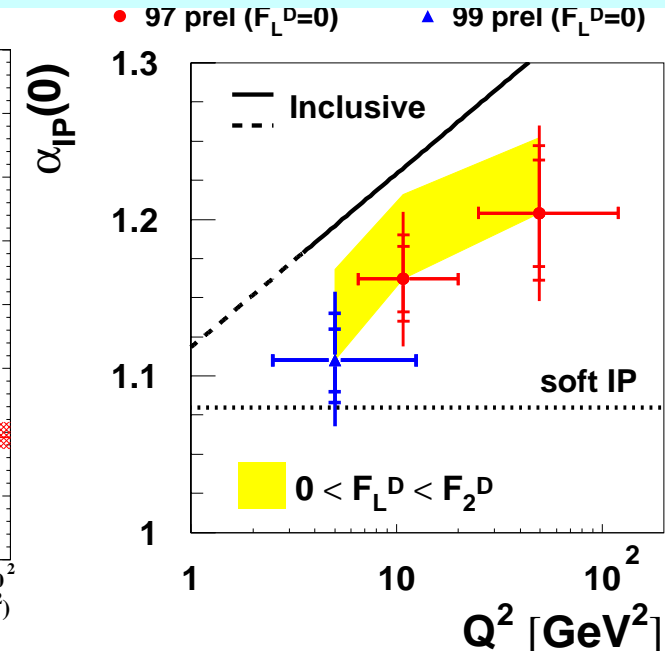 97 prel (F_L^D=0) 99 prel (F_L^D=0)
α_IP(0)
1.3
Inclusive
1.2
1.1
soft IP
0 < F_L^D < F_2^D
1
1 10 10^2
Q^2 [GeV^2]